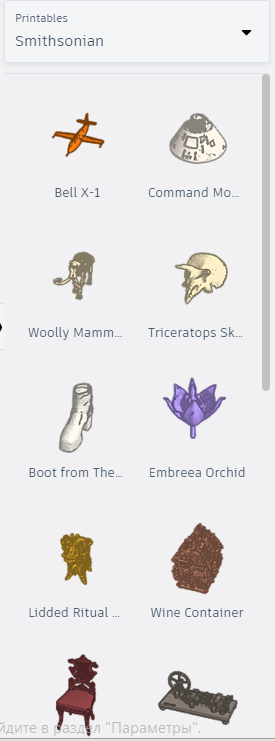 Printables
Smithsonian
Bell X-1
Command Mo...
Woolly Mamm...
Triceratops Sk...
Boot from The...
Embreea Orchid
Lidded Ritual ...
Wine Container
йдите в раздел "Параметры".